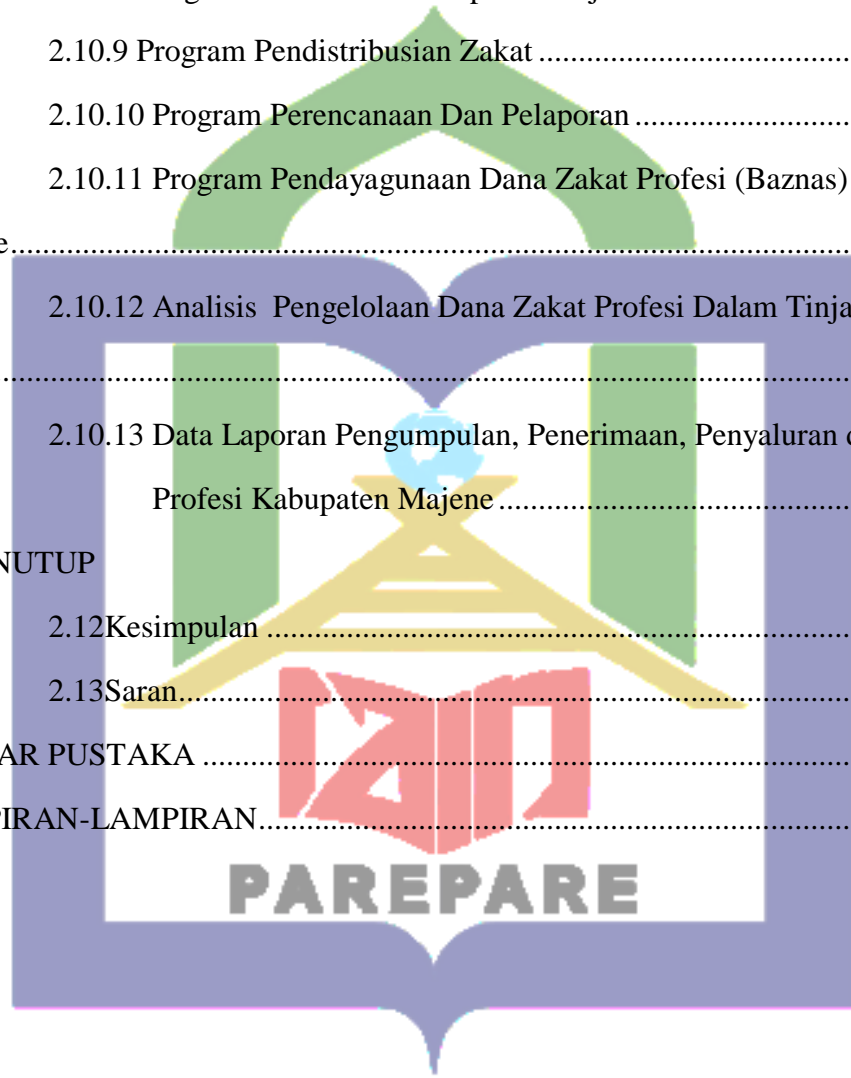 2.10.9 Program Pendistribusian Zakat ........................................
2.10.10 Program Perencanaan Dan Pelaporan ...........................
2.10.11 Program Pendayagunaan Dana Zakat Profesi (Baznas)
e.........................................................................................................
2.10.12 Analisis Pengelolaan Dana Zakat Profesi Dalam Tinja
..........................................................................................................
2.10.13 Data Laporan Pengumpulan, Penerimaan, Penyaluran d
Profesi Kabupaten Majene ............................................
NUTUP
2.12Kesimpulan .........................................................................
2.13Saran....................................................................................
AR PUSTAKA .................................................................................
PIRAN-LAMPIRAN..........................................................................
iain
PAREPARE